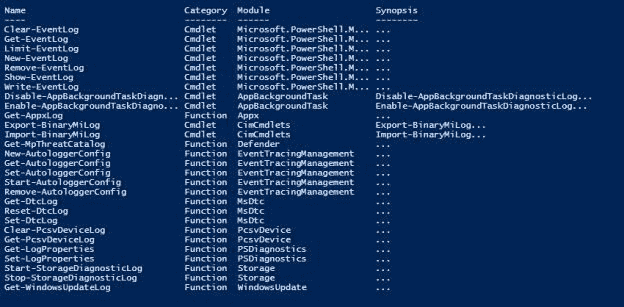 Name Category Module Synopsis
---- -------- ------ --------
Clear-EventLog Cmdlet Microsoft.PowerShell.M... ...
Get-EventLog Cmdlet Microsoft.PowerShell.M... ...
Limit-EventLog Cmdlet Microsoft.PowerShell.M... ...
New-EventLog Cmdlet Microsoft.PowerShell.M... ...
Remove-EventLog Cmdlet Microsoft.PowerShell.M... ...
Show-EventLog Cmdlet Microsoft.PowerShell.M... ...
Write-EventLog Cmdlet Microsoft.PowerShell.M... ...
Disable-AppBackgroundTaskDiagn... Cmdlet AppBackgroundTask Disable-AppBackgroundTaskDiagnosticLog...
Enable-AppBackgroundTaskDiagno... Cmdlet AppBackgroundTask Enable-AppBackgroundTaskDiagnosticLog...
Get-AppxLog Function Appx ...
Export-BinaryMiLog Cmdlet CimCmdlets Export-BinaryMiLog...
Import-BinaryMiLog Cmdlet CimCmdlets Import-BinaryMiLog...
Get-MpThreatCatalog Function Defender ...
New-AutologgerConfig Function EventTracingManagement ...
Get-AutologgerConfig Function EventTracingManagement ...
Set-AutologgerConfig Function EventTracingManagement ...
Start-AutologgerConfig Function EventTracingManagement ...
Remove-AutologgerConfig Function EventTracingManagement ...
Get-DtcLog Function MsDtc ...
Reset-DtcLog Function MsDtc ...
Set-DtcLog Function MsDtc ...
Clear-PcsvDeviceLog Function PcsvDevice ...
Get-PcsvDeviceLog Function PcsvDevice ...
Get-LogProperties Function PSDiagnostics ...
Set-LogProperties Function PSDiagnostics ...
Start-StorageDiagnosticLog Function Storage ...
Stop-StorageDiagnosticLog Function Storage ...
Get-WindowsUpdateLog Function WindowsUpdate ...